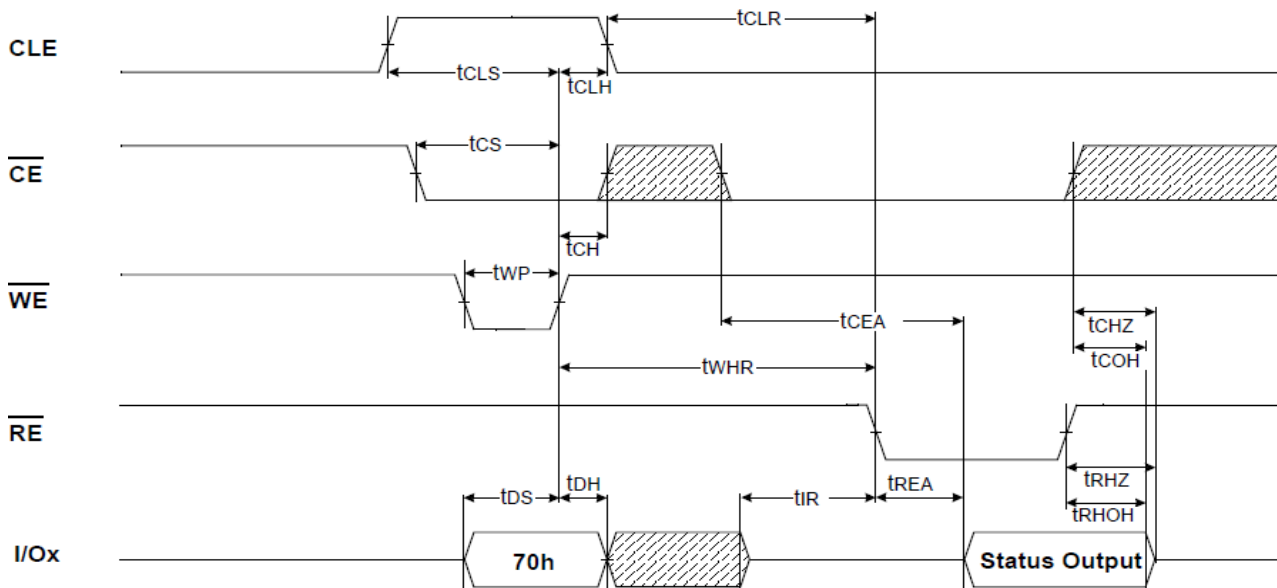 tCLR
CLE
tCLS
tCLH
tCS
CE
tCH
tWP
WE
tCEA
tCHZ
tCOH
tWHR
RE
tDS
tDH
tIR
tREA
tRHZ
tRHOH
I/Ox
70h
Status Output